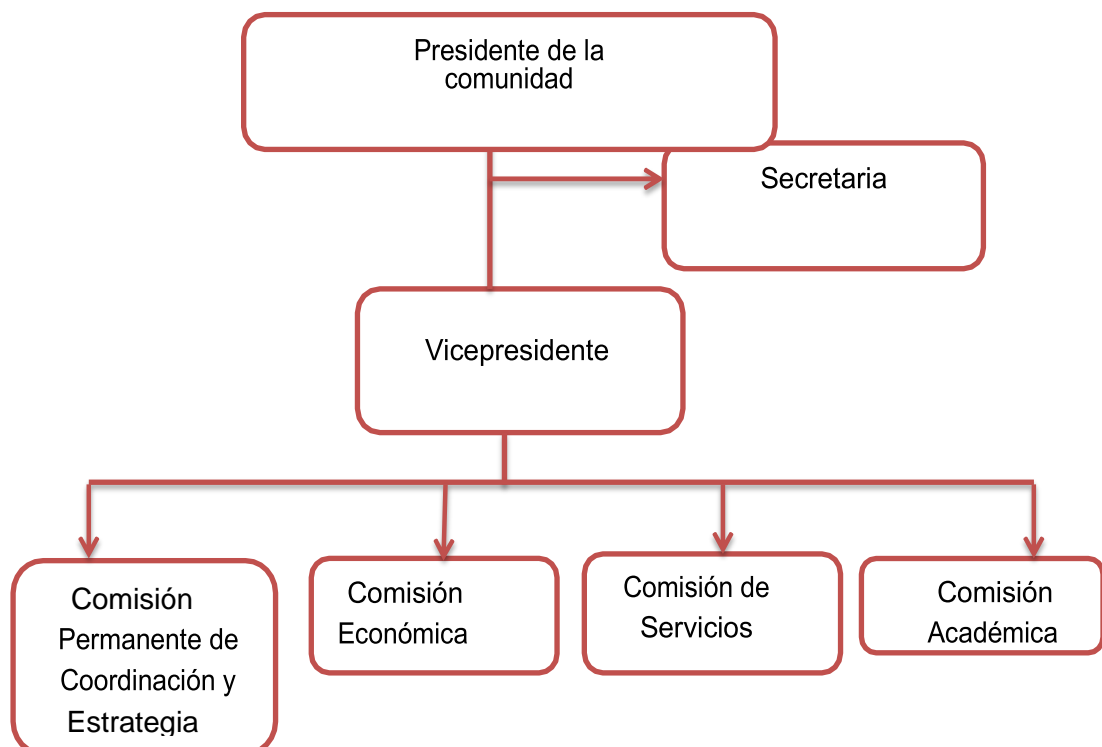 Presidente de la
comunidad
Secretaria
Vicepresidente
Comisión
Permanente de
Coordinación y
Estrategia
Comisión
Económica
Comisión de
Servicios
Comisión
Académica